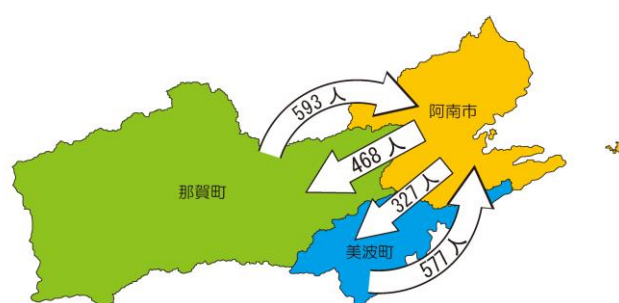 593 人
阿南市
468 人
那賀町
327 人
美波町
577 人